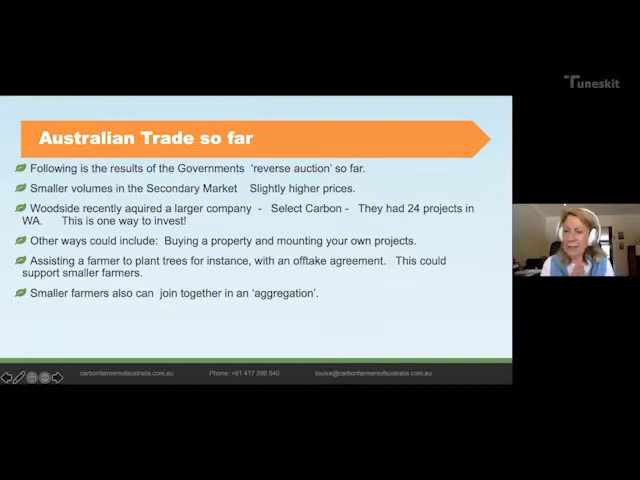 Tuneskit
Australian Trade so far
Following is the results of the Governments 'reverse auction' so far.
Smaller volumes in the Secondary Market Slightly higher prices.
Woodside recently aquired a larger company - Select Carbon - They had 24 projects in
WA. This is one way to invest!
Other ways could include: Buying a property and mounting your own projects.
Assisting a farmer to plant trees for instance, with an offtake agreement. This could
support smaller farmers.
Smaller farmers also can join together in an 'aggregation'.
carbonfarmersofaustralia.com.au Phone: +61 417 280 540 louisa@carbonfarmersofaustralia.com.au